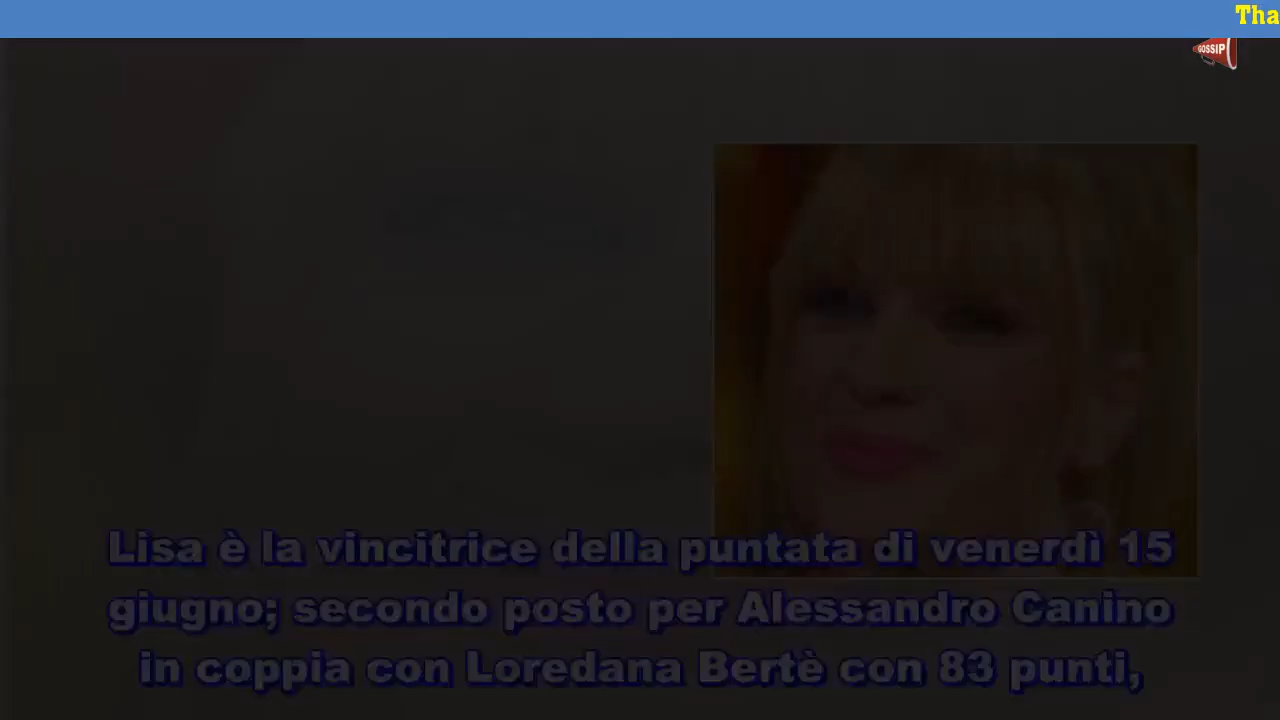 Tha
GOSSIP
Lisa è la vincitrice della puntata di venerdì 15
giugno; secondo posto per Alessandro Canino
in coppia con Loredana Bertè con 83 punti,